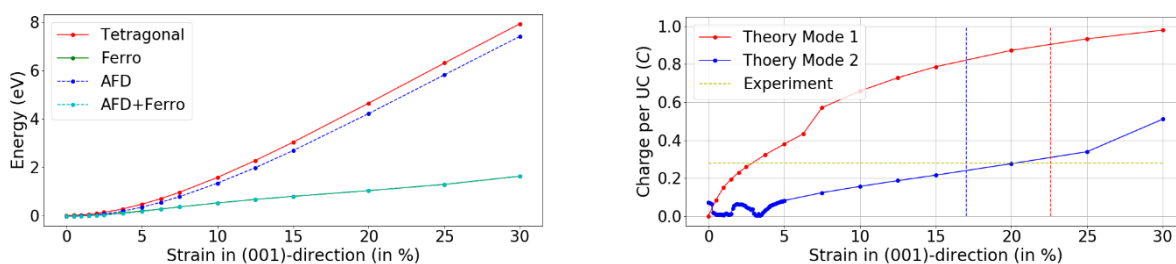 8
6
4
2
0
Energy (eV)
Tetragonal
Ferro
AFD
AFD+Ferro
0 5 10 15 20 25 30
Strain in (001)-direction (in %)
1.0
0.8
0.6
0.4
0.2
0.0
Charge per UC (C)
Theory Mode 1
Thoery Mode 2
Experiment
0 5 10 15 20 25 30
Strain in (001)-direction (in %)